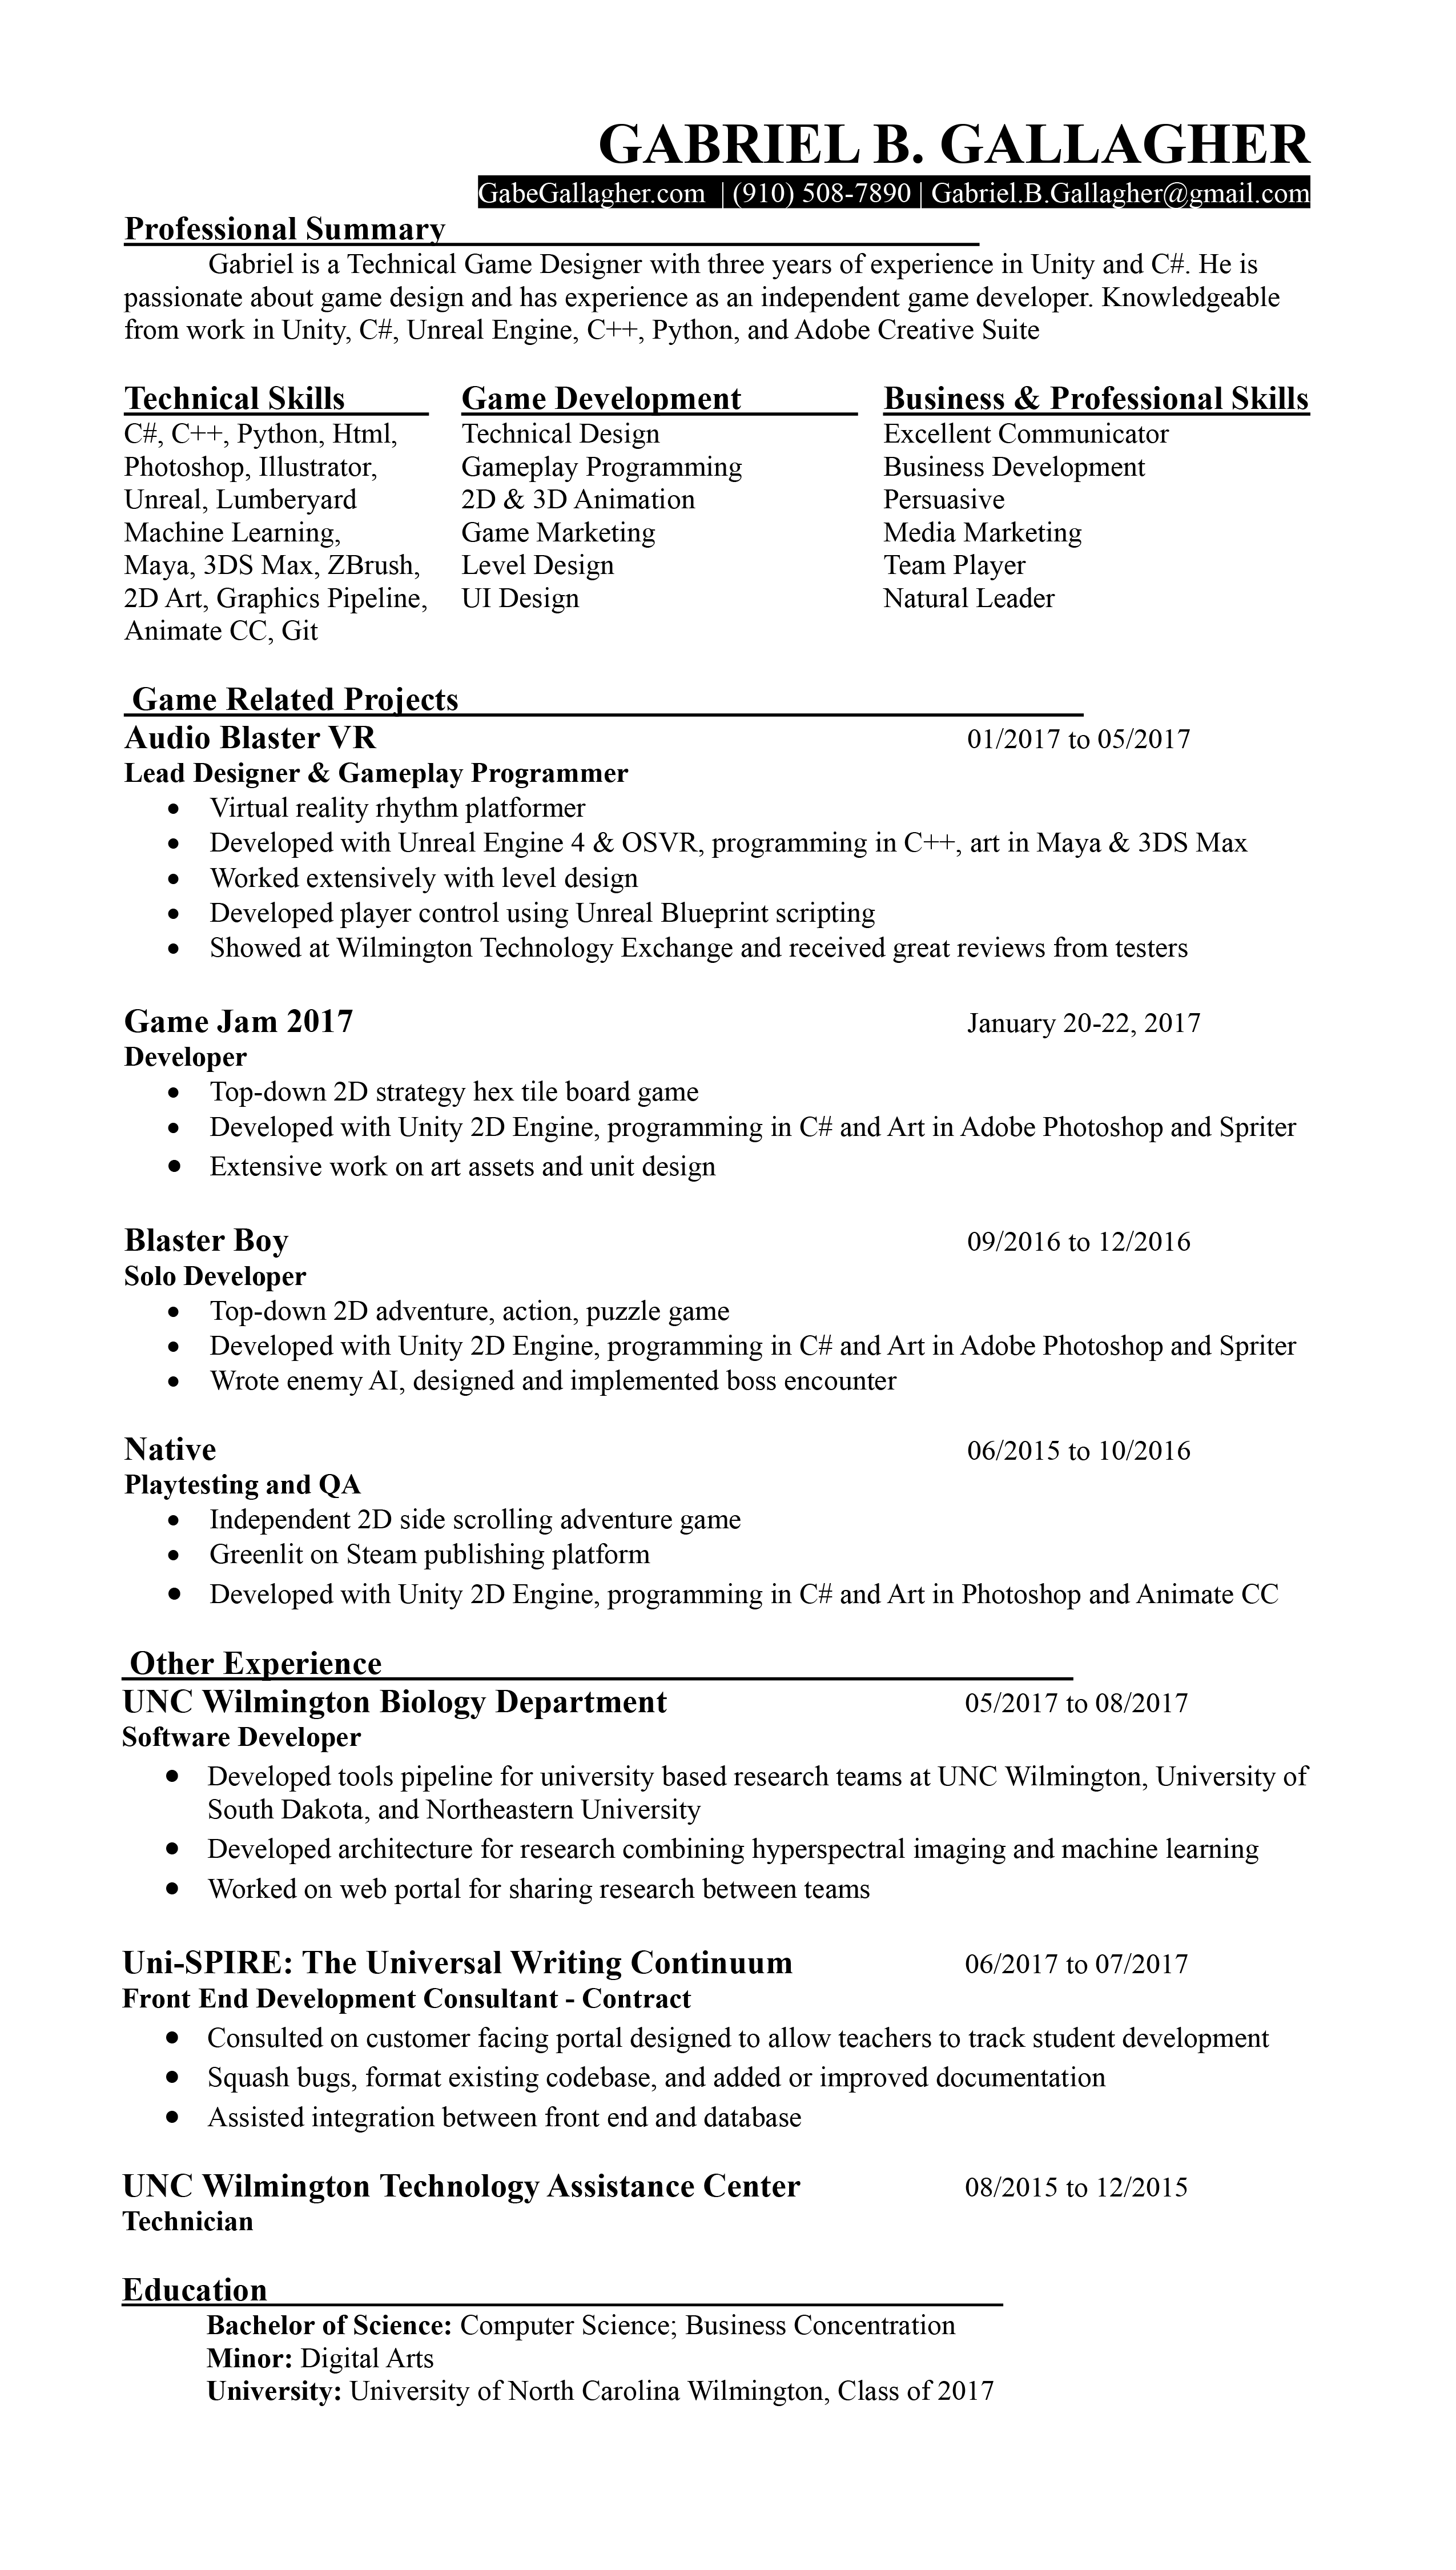 GABRIEL B. GALLAGHER
GabeGallagher.com | (910) 508-7890 | Gabriel.B.Gallagher@gmail.com
Professional Summary
Gabriel is a Technical Game Designer with three years of experience in Unity and C#. He is
passionate about game design and has experience as an independent game developer. Knowledgeable
from work in Unity, C#, Unreal Engine, C++, Python, and Adobe Creative Suite
Technical Skills
C#, C++, Python, Html,
Photoshop, Illustrator,
Unreal, Lumberyard
Machine Learning,
Maya, 3DS Max, ZBrush,
2D Art, Graphics Pipeline,
Animate CC, Git
Game Development
Technical Design
Gameplay Programming
2D & 3D Animation
Game Marketing
Level Design
UI Design
Business & Professional Skills
Excellent Communicator
Business Development
Persuasive
Media Marketing
Team Player
Natural Leader
Game Related Projects
Audio Blaster VR 01/2017 to 05/2017
Lead Designer & Gameplay Programmer
• Virtual reality rhythm platformer
• Developed with Unreal Engine 4 & OSVR, programming in C++, art in Maya & 3DS Max
• Worked extensively with level design
• Developed player control using Unreal Blueprint scripting
• Showed at Wilmington Technology Exchange and received great reviews from testers
Game Jam 2017 January 20-22, 2017
Developer
• Top-down 2D strategy hex tile board game
• Developed with Unity 2D Engine, programming in C# and Art in Adobe Photoshop and Spriter
• Extensive work on art assets and unit design
Blaster Boy 09/2016 to 12/2016
Solo Developer
• Top-down 2D adventure, action, puzzle game
• Developed with Unity 2D Engine, programming in C# and Art in Adobe Photoshop and Spriter
• Wrote enemy AI, designed and implemented boss encounter
Native 06/2015 to 10/2016
Playtesting and QA
• Independent 2D side scrolling adventure game
• Greenlit on Steam publishing platform
• Developed with Unity 2D Engine, programming in C# and Art in Photoshop and Animate CC
Other Experience
UNC Wilmington Biology Department 05/2017 to 08/2017
Software Developer
• Developed tools pipeline for university based research teams at UNC Wilmington, University of
South Dakota, and Northeastern University
• Developed architecture for research combining hyperspectral imaging and machine learning
• Worked on web portal for sharing research between teams
Uni-SPIRE: The Universal Writing Continuum 06/2017 to 07/2017
Front End Development Consultant - Contract
• Consulted on customer facing portal designed to allow teachers to track student development
• Squash bugs, format existing codebase, and added or improved documentation
• Assisted integration between front end and database
UNC Wilmington Technology Assistance Center 08/2015 to 12/2015
Technician
Education
Bachelor of Science: Computer Science; Business Concentration
Minor: Digital Arts
University: University of North Carolina Wilmington, Class of 2017